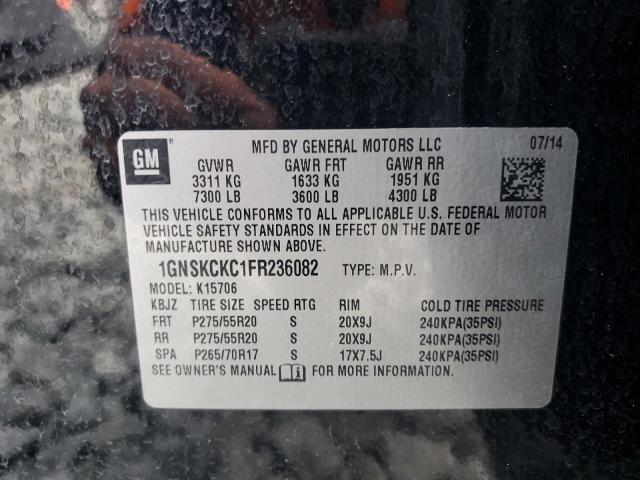 GM
MFD BY GENERAL MOTORS LLC 07/14
GVWR GAWR FRT GAWR RR
3311 KG 1633 KG 1951 KG
7300 LB 3600 LB 4300 LB
THIS VEHICLE CONFORMS TO ALL APPLICABLE U.S. FEDERAL MOTOR
VEHICLE SAFETY STANDARDS IN EFFECT ON THE DATE OF
MANUFACTURE SHOWN ABOVE.
1GNSKCKC1FR236082 TYPE: M.P.V.
MODEL: K15706
KBJZ TIRE SIZE SPEED RTG RIM COLD TIRE PRESSURE
FRT P275/55R20 S 20X9J 240KPA(35PSI)
RR P275/55R20 S 20X9J 240KPA(35PSI)
SPA P265/70R17 S 17X7.5J 240KPA(35PSI)
SEE OWNER'S MANUAL FOR MORE INFORMATION.